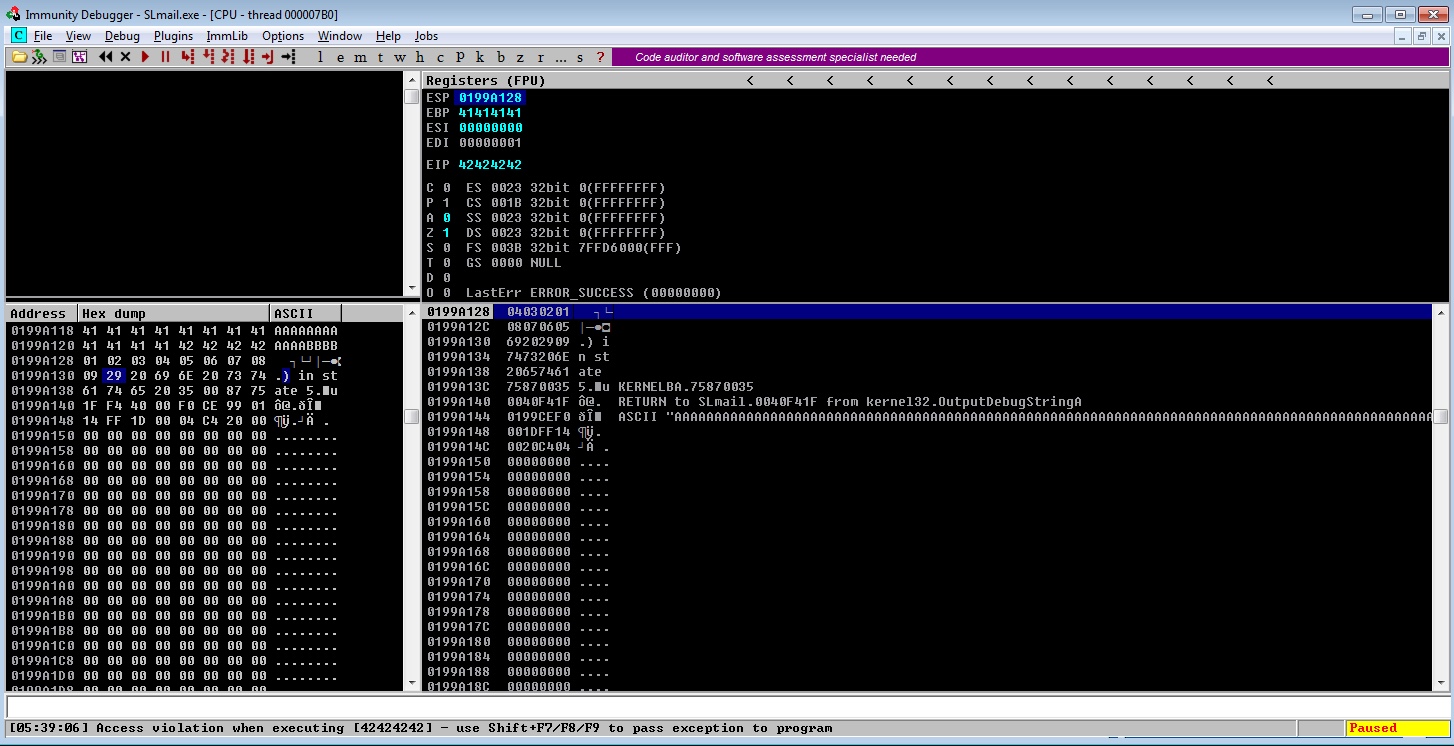 Immunity Debugger - SLmail.exe - [CPU - thread 000007B0]
C File View Debug Plugins ImmLib Options Window Help Jobs
l e m t w h c p k b z r ... s ? Code auditor and software assessment specialist needed
Registers (FPU) < < < < < < < < < < < < < <
ESP 0199A128
EBP 41414141
ESI 00000000
EDI 00000001
EIP 42424242
C 0 ES 0023 32bit 0(FFFFFFFF)
P 1 CS 001B 32bit 0(FFFFFFFF)
A 0 SS 0023 32bit 0(FFFFFFFF)
Z 1 DS 0023 32bit 0(FFFFFFFF)
S 0 FS 003B 32bit 7FFD6000(FFF)
T 0 GS 0000 NULL
D 0
O 0 LastErr ERROR_SUCCESS (00000000)
Address Hex dump ASCII
0199A118 41 41 41 41 41 41 41 41 AAAAAAAA
0199A120 41 41 41 41 42 42 42 42 AAAABBBB
0199A128 01 02 03 04 05 06 07 08
0199A130 09 29 20 69 6E 20 73 74 .) in st
0199A138 61 74 65 20 35 00 87 75 ate 5.█u
0199A140 1F F4 40 00 F0 CE 99 01 ô@.ðÎ█
0199A148 14 FF 1D 00 04 C4 20 00 ¶ÿ.┘Ä .
0199A150 00 00 00 00 00 00 00 00 ........
0199A158 00 00 00 00 00 00 00 00 ........
0199A160 00 00 00 00 00 00 00 00 ........
0199A168 00 00 00 00 00 00 00 00 ........
0199A170 00 00 00 00 00 00 00 00 ........
0199A178 00 00 00 00 00 00 00 00 ........
0199A180 00 00 00 00 00 00 00 00 ........
0199A188 00 00 00 00 00 00 00 00 ........
0199A190 00 00 00 00 00 00 00 00 ........
0199A198 00 00 00 00 00 00 00 00 ........
0199A1A0 00 00 00 00 00 00 00 00 ........
0199A1A8 00 00 00 00 00 00 00 00 ........
0199A1B0 00 00 00 00 00 00 00 00 ........
0199A1B8 00 00 00 00 00 00 00 00 ........
0199A1C0 00 00 00 00 00 00 00 00 ........
0199A1C8 00 00 00 00 00 00 00 00 ........
0199A1D0 00 00 00 00 00 00 00 00 ........
0199A1D8 00 00 00 00 00 00 00 00 ........
0199A128 04030201
0199A12C 08070605
0199A130 69202909 .) i
0199A134 7473206E n st
0199A138 20657461 ate
0199A13C 75870035 5.█u KERNELBA.75870035
0199A140 0040F41F ô@. RETURN to SLmail.0040F41F from kernel32.OutputDebugStringA
0199A144 0199CEF0 ðÎ█ ASCII "AAAAAAAAAAAAAAAAAAAAAAAAAAAAAAAAAAAAAAAAAAAAAAAAAAAAAAAAAAAAAAAAAAAAAAAAAAAAAAAAAAAAAAAAAAAAAAA
0199A148 001DFF14 ¶ÿ.
0199A14C 0020C404 ┘Ä .
0199A150 00000000 ....
0199A154 00000000 ....
0199A158 00000000 ....
0199A15C 00000000 ....
0199A160 00000000 ....
0199A164 00000000 ....
0199A168 00000000 ....
0199A16C 00000000 ....
0199A170 00000000 ....
0199A174 00000000 ....
0199A178 00000000 ....
0199A17C 00000000 ....
0199A180 00000000 ....
0199A184 00000000 ....
0199A188 00000000 ....
0199A18C 00000000 ....
[05:39:06] Access violation when executing [42424242] - use Shift+F7/F8/F9 to pass exception to program
Paused